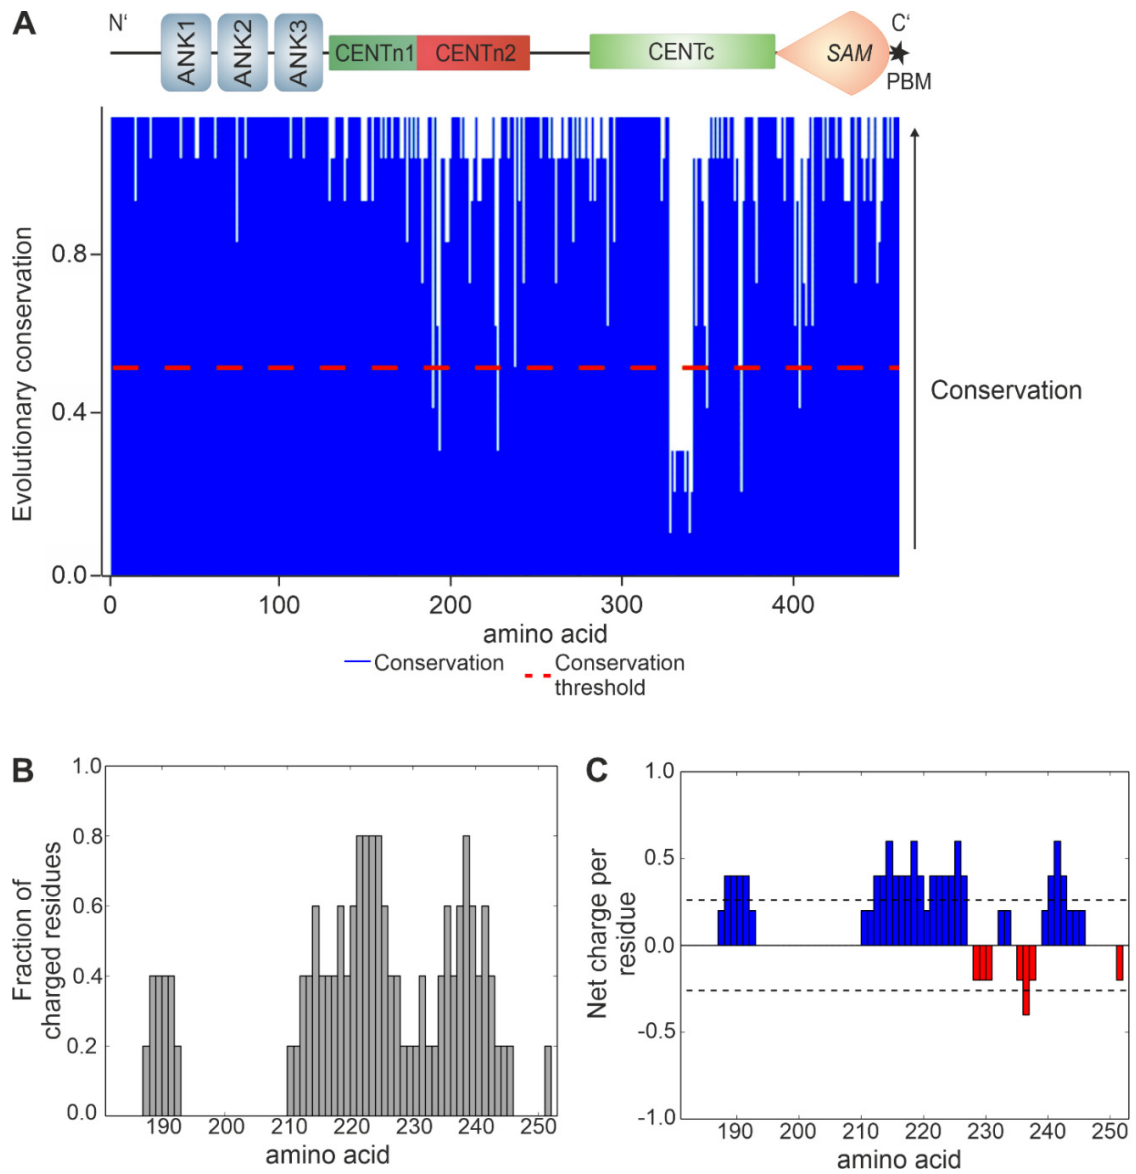 A
N'
C'
ANK1
ANK2
ANK3
CENTn1
CENTn2
CENTc
SAM
PBM
Evolutionary conservation
0.8
0.4
0.0
0
100
200
300
400
amino acid
Conservation
Conservation
Conservation
threshold
B
Fraction of
charged residues
1.0
0.8
0.6
0.4
0.2
0.0
190
200
210
220
230
240
250
amino acid
C
Net charge per
residue
1.0
0.5
0.0
-0.5
-1.0
190
200
210
220
230
240
250
amino acid